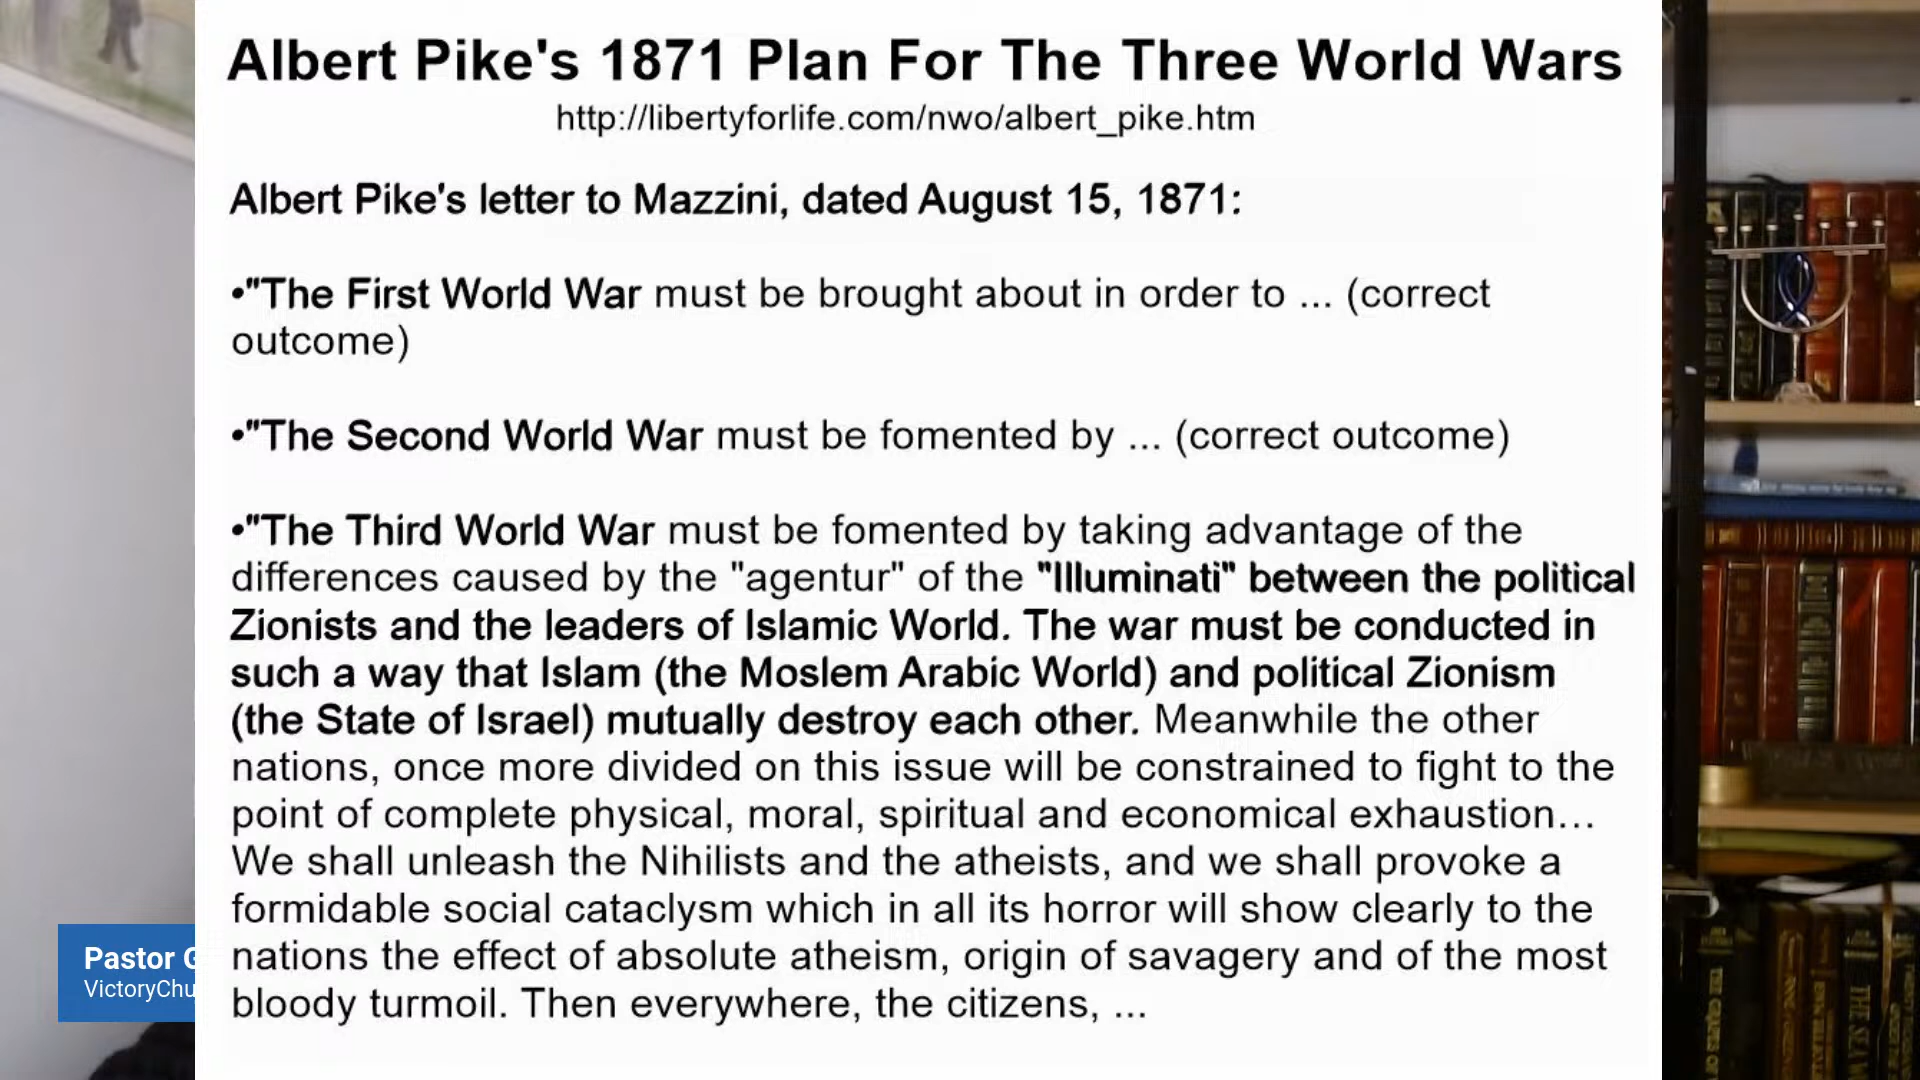 Albert Pike's 1871 Plan For The Three World Wars
http://libertyforlife.com/nwo/albert_pike.htm
Albert Pike's letter to Mazzini, dated August 15, 1871:
•"The First World War must be brought about in order to ... (correct
outcome)
•"The Second World War must be fomented by ... (correct outcome)
•"The Third World War must be fomented by taking advantage of the
differences caused by the "agentur" of the "Illuminati" between the political
Zionists and the leaders of Islamic World. The war must be conducted in
such a way that Islam (the Moslem Arabic World) and political Zionism
(the State of Israel) mutually destroy each other. Meanwhile the other
nations, once more divided on this issue will be constrained to fight to the
point of complete physical, moral, spiritual and economical exhaustion...
We shall unleash the Nihilists and the atheists, and we shall provoke a
formidable social cataclysm which in all its horror will show clearly to the
nations the effect of absolute atheism, origin of savagery and of the most
bloody turmoil. Then everywhere, the citizens, ...
Pastor G
VictoryChu